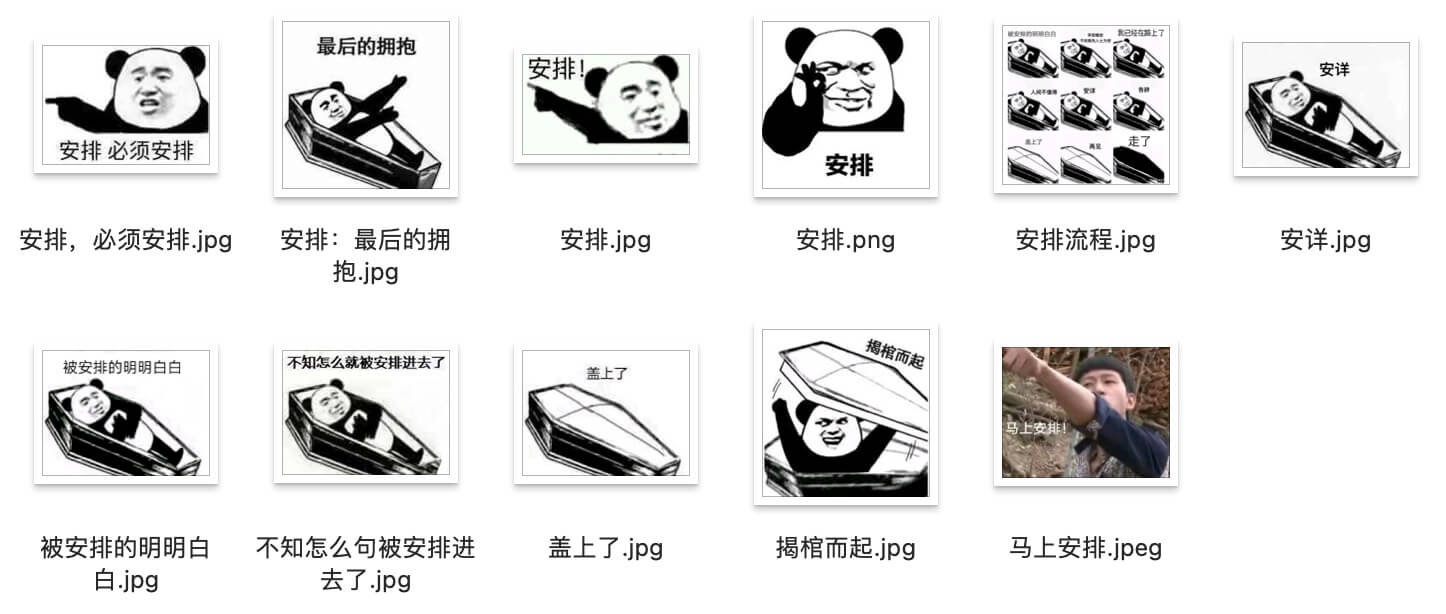 安排 必须安排
最后的拥抱
安排!
安排
被安排的明明白白
我已经在路上了
人间不值得
安详
告辞
盖上了
再见
走了
安详
安排，必须安排.jpg
安排：最后的拥
抱.jpg
安排.jpg
安排.png
安排流程.jpg
安详.jpg
被安排的明明白白
不知怎么就被安排进去了
盖上了
揭棺而起
马上安排!
被安排的明明白
白.jpg
不知怎么句被安排进
去了.jpg
盖上了.jpg
揭棺而起.jpg
马上安排.jpeg